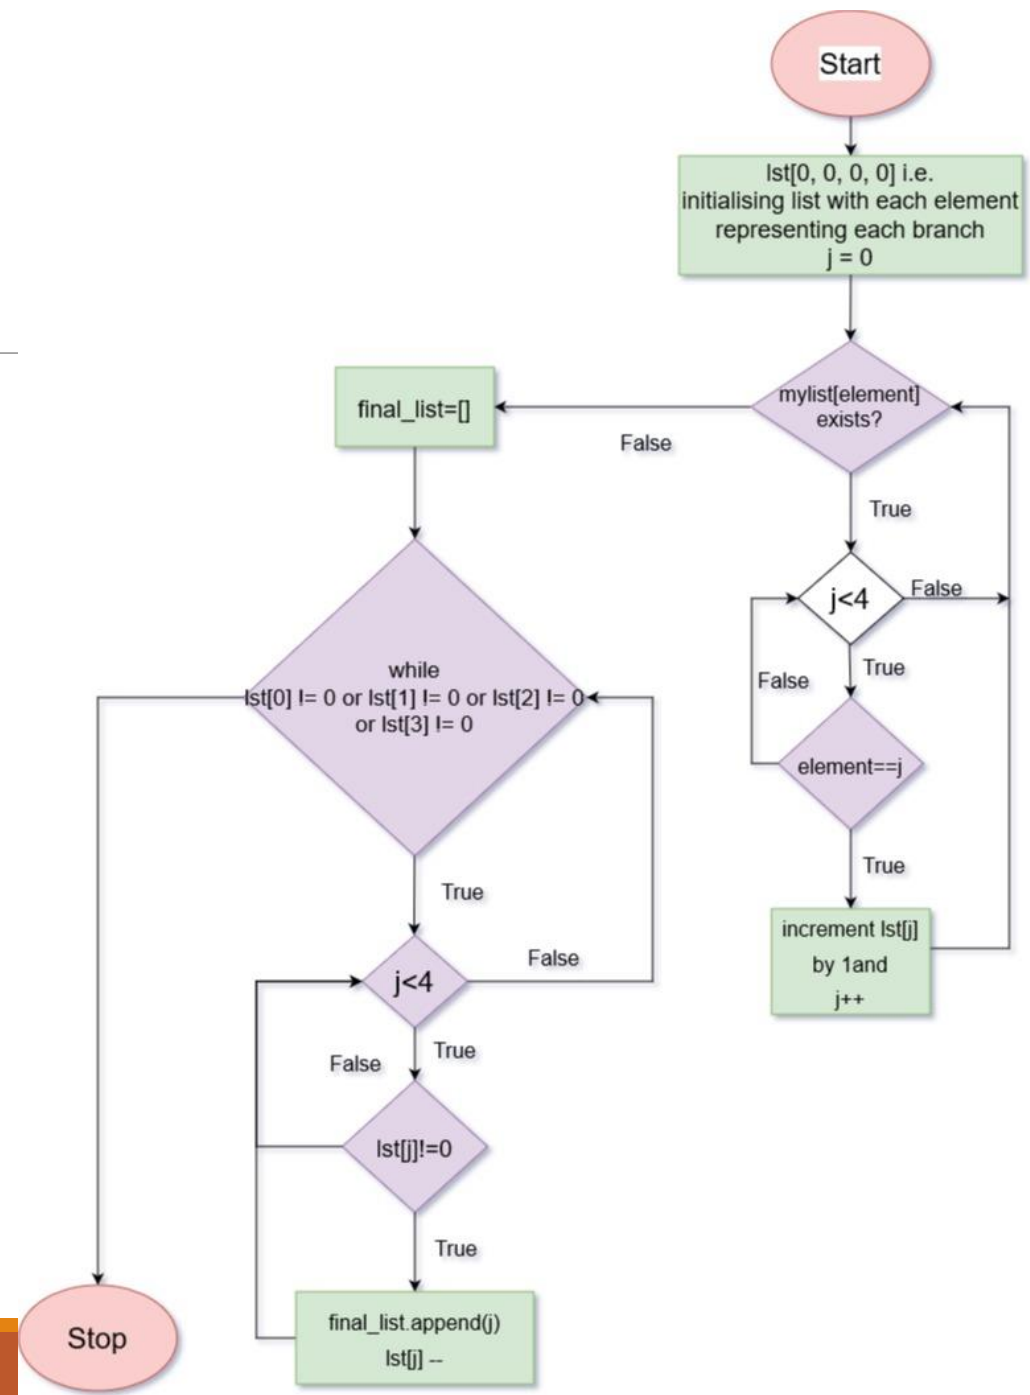 Start
lst[0, 0, 0, 0] i.e.
initialising list with each element
representing each branch
j = 0
mylist[element]
exists?
False
final_list=[]
True
j<4
False
True
False
element==j
True
increment lst[j]
by 1and
j++
while
lst[0] != 0 or lst[1] != 0 or lst[2] != 0
or lst[3] != 0
True
j<4
False
True
False
lst[j]!=0
True
final_list.append(j)
lst[j] --
Stop